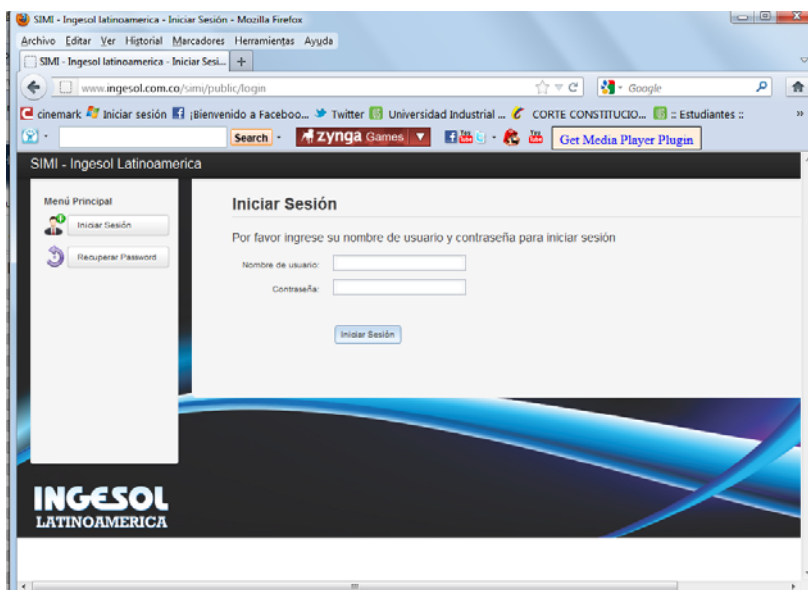 SIMI - Ingesol latinoamerica - Iniciar Sesión - Mozilla Firefox
Archivo Editar Ver Historial Marcadores Herramientas Ayuda
SIMI - Ingesol latinoamerica - Iniciar Sesi... +
www.ingesol.com.co/simi/public/login Google
cinemark Iniciar sesión ¡Bienvenido a Faceboo... Twitter Universidad Industrial ... CORTE CONSTITUCIO... :: Estudiantes :: »
Search zynga Games Get Media Player Plugin
SIMI - Ingesol Latinoamerica
Menú Principal
Iniciar Sesión
Recuperar Password
Iniciar Sesión
Por favor ingrese su nombre de usuario y contraseña para iniciar sesión
Nombre de usuario:
Contraseña:
Iniciar Sesión
INGESOL
LATINOAMERICA